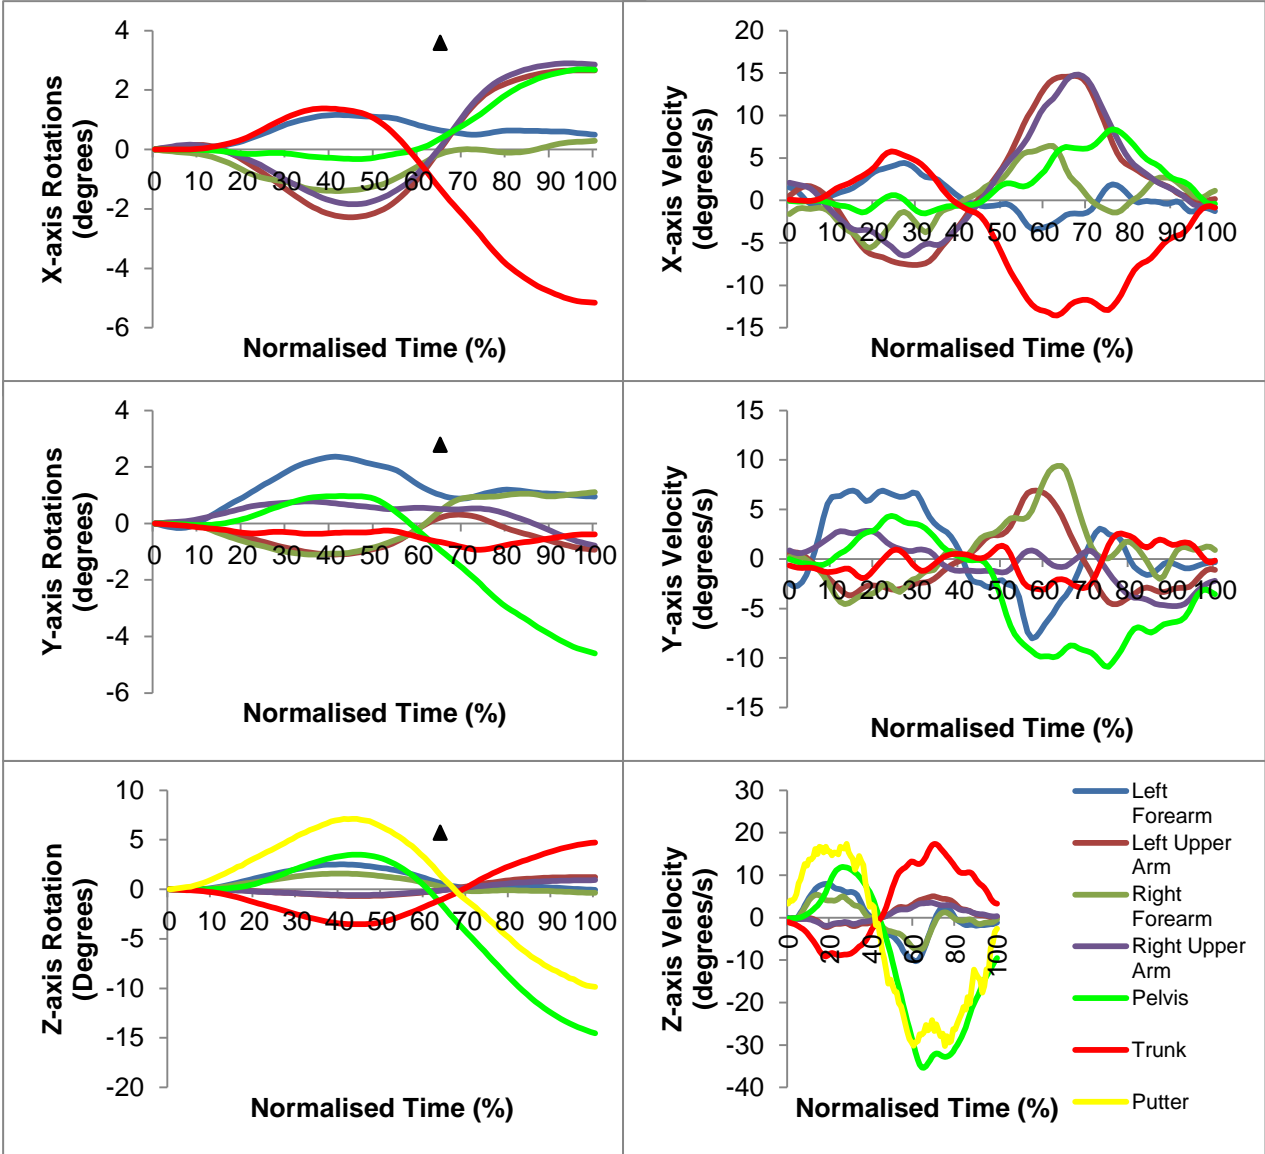 4
2
0
-2
-4
-6
0 10 20 30 40 50 60 70 80 90 100
X-axis Rotations
(degrees)
Normalised Time (%)
20
15
10
5
0
-5
-10
-15
0 10 20 30 40 50 60 70 80 90 100
X-axis Velocity
(degrees/s)
Normalised Time (%)
4
2
0
-2
-4
-6
0 10 20 30 40 50 60 70 80 90 100
Y-axis Rotations
(degrees)
Normalised Time (%)
15
10
5
0
-5
-10
-15
0 10 20 30 40 50 60 70 80 90 100
Y-axis Velocity
(degrees/s)
Normalised Time (%)
10
5
0
-5
-10
-15
-20
0 10 20 30 40 50 60 70 80 90 100
Z-axis Rotation
(Degrees)
Normalised Time (%)
30
20
10
0
-10
-20
-30
-40
0 20 40 60 80 100
Z-axis Velocity
(degrees/s)
Normalised Time (%)
Left
Forearm
Left Upper
Arm
Right
Forearm
Right Upper
Arm
Pelvis
Trunk
Putter